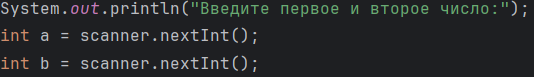 System.out.println("Введите первое и второе число:");
int a = scanner.nextInt();
int b = scanner.nextInt();